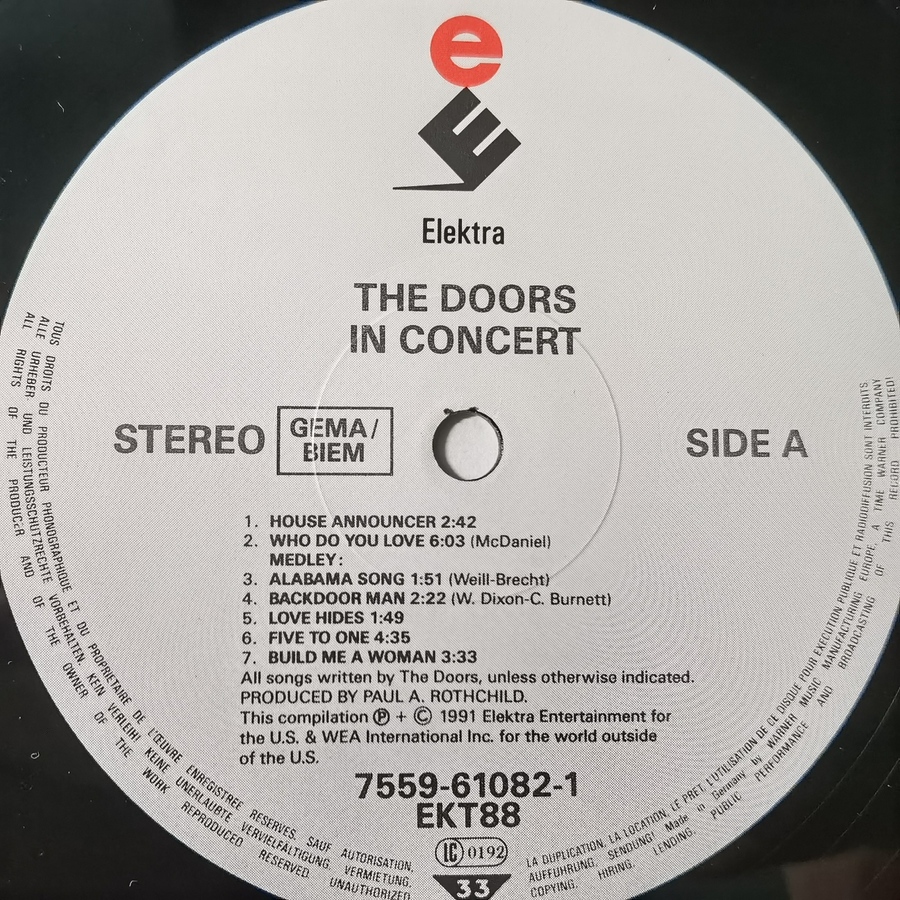 e
E
Elektra
THE DOORS
IN CONCERT
STEREO
GEMA/
BIEM
SIDE A
1. HOUSE ANNOUNCER 2:42
2. WHO DO YOU LOVE 6:03 (McDaniel)
MEDLEY:
3. ALABAMA SONG 1:51 (Weill-Brecht)
4. BACKDOOR MAN 2:22 (W. Dixon-C. Burnett)
5. LOVE HIDES 1:49
6. FIVE TO ONE 4:35
7. BUILD ME A WOMAN 3:33
All songs written by The Doors, unless otherwise indicated.
PRODUCED BY PAUL A. ROTHCHILD.
This compilation Ⓟ + © 1991 Elektra Entertainment for
the U.S. & WEA International Inc. for the world outside
of the U.S.
7559-61082-1
EKT88
LC 0192
33
TOUS DROITS DU PRODUCTEUR PHONOGRAPHIQUE ET DU PROPRIETAIRE DE L'ŒUVRE ENREGISTREE RESERVES. SAUF AUTORISATION,
LA DUPLICATION, LA LOCATION, LE PRET, L'UTILISATION DE CE DISQUE POUR EXECUTION PUBLIQUE ET RADIODIFFUSION SONT INTERDITS
ALLE URHEBER UND LEISTUNGSSCHUTZRECHTE VORBEHALTEN. KEIN VERLEIH! KEINE UNERLAUBTE VERVIELFÄLTIGUNG, VERMIETUNG,
AUFFÜHRUNG, SENDUNG! Made in Germany by WARNER MUSIC MANUFACTURING EUROPE, A TIME WARNER COMPANY
ALL RIGHTS OF THE PRODUCER AND OF THE OWNER OF THE WORK REPRODUCED RESERVED UNAUTHORIZED
COPYING. HIRING. LENDING. PUBLIC PERFORMANCE AND BROADCASTING OF THIS RECORD PROHIBITED!